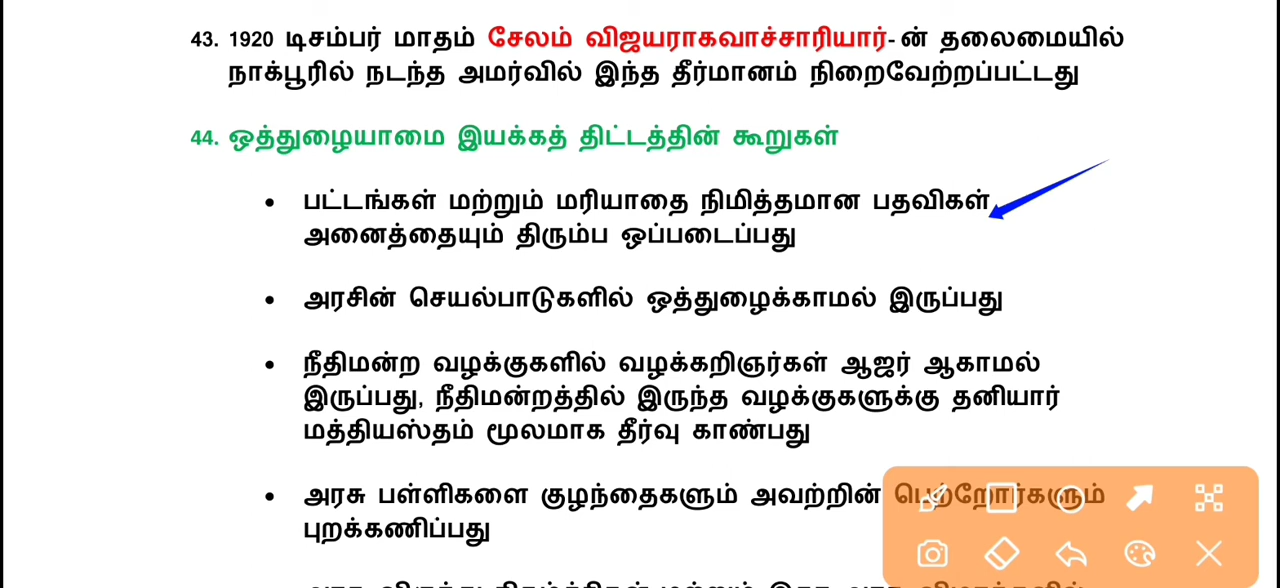 43. 1920 டிசம்பர் மாதம் சேலம் விஜயராகவாச்சாரியார்-ன் தலைமையில்
நாக்பூரில் நடந்த அமர்வில் இந்த தீர்மானம் நிறைவேற்றப்பட்டது
44. ஒத்துழையாமை இயக்கத் திட்டத்தின் கூறுகள்
• பட்டங்கள் மற்றும் மரியாதை நிமித்தமான பதவிகள்
அனைத்தையும் திரும்ப ஒப்படைப்பது
• அரசின் செயல்பாடுகளில் ஒத்துழைக்காமல் இருப்பது
• நீதிமன்ற வழக்குகளில் வழக்கறிஞர்கள் ஆஜர் ஆகாமல்
இருப்பது, நீதிமன்றத்தில் இருந்த வழக்குகளுக்கு தனியார்
மத்தியஸ்தம் மூலமாக தீர்வு காண்பது
• அரசு பள்ளிகளை குழந்தைகளும் அவற்றின் பெற்றோர்களும்
புறக்கணிப்பது